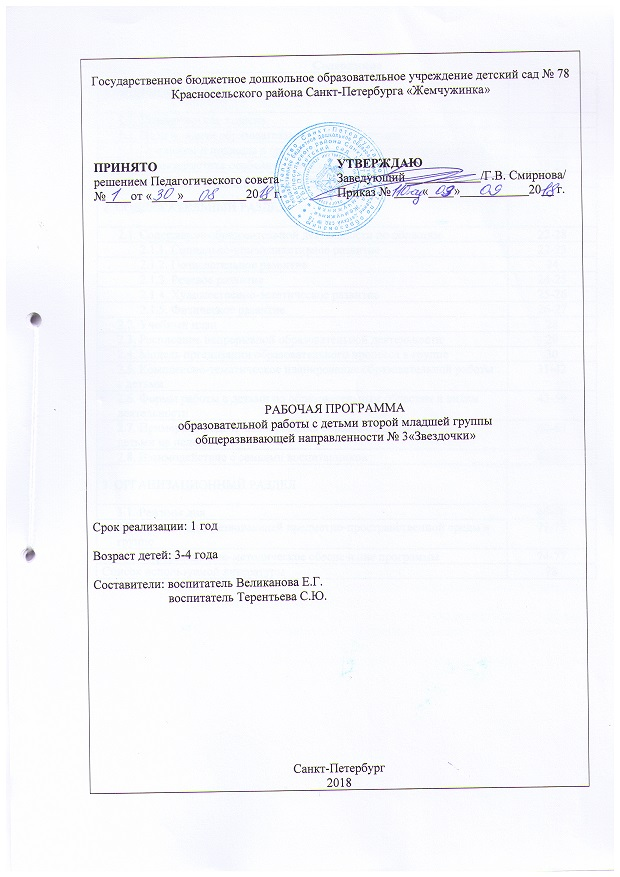 Государственное бюджетное дошкольное образовательное учреждение детский сад № 78
Красносельского района Санкт-Петербурга «Жемчужинка»
ПРИНЯТО
решением Педагогического совета
№ 1 от « 30 » 08 2018 г.
УТВЕРЖДАЮ
Заведующий /Г.В. Смирнова/
Приказ № « 03 » 09 2018 г.
РАБОЧАЯ ПРОГРАММА
образовательной работы с детьми второй младшей группы
общеразвивающей направленности № 3«Звездочки»
Срок реализации: 1 год
Возраст детей: 3-4 года
Составители: воспитатель Великанова Е.Г.
воспитатель Терентьева С.Ю.
Санкт-Петербург
2018